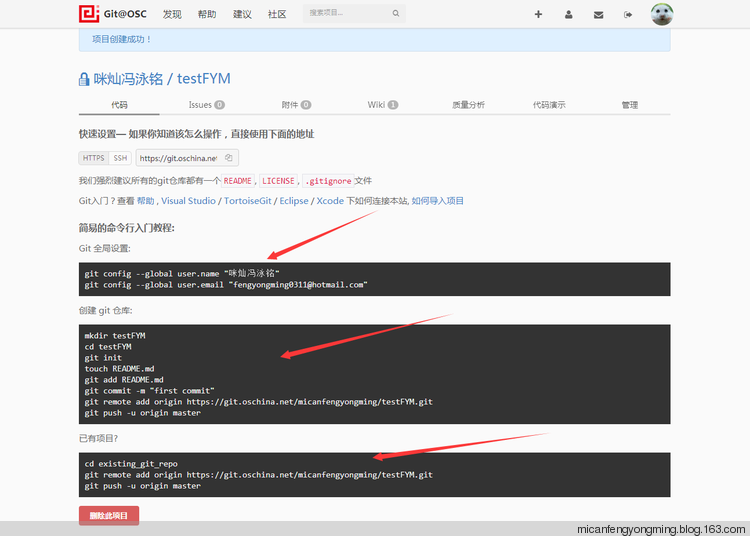 Git@OSC 发现 帮助 建议 社区 搜索项目...
项目创建成功！
咪灿冯泳铭 / testFYM
代码 Issues 0 附件 0 Wiki 1 质量分析 代码演示 管理
快速设置— 如果你知道该怎么操作，直接使用下面的地址
HTTPS SSH https://git.oschina.net
我们强烈建议所有的git仓库都有一个 README, LICENSE, .gitignore 文件
Git入门？查看 帮助 , Visual Studio / TortoiseGit / Eclipse / Xcode 下如何连接本站, 如何导入项目
简易的命令行入门教程:
Git 全局设置:
git config --global user.name "咪灿冯泳铭"
git config --global user.email "fengyongming0311@hotmail.com"
创建 git 仓库:
mkdir testFYM
cd testFYM
git init
touch README.md
git add README.md
git commit -m "first commit"
git remote add origin https://git.oschina.net/micanfengyongming/testFYM.git
git push -u origin master
已有项目?
cd existing_git_repo
git remote add origin https://git.oschina.net/micanfengyongming/testFYM.git
git push -u origin master
删除此项目
micanfengyongming.blog.163.com